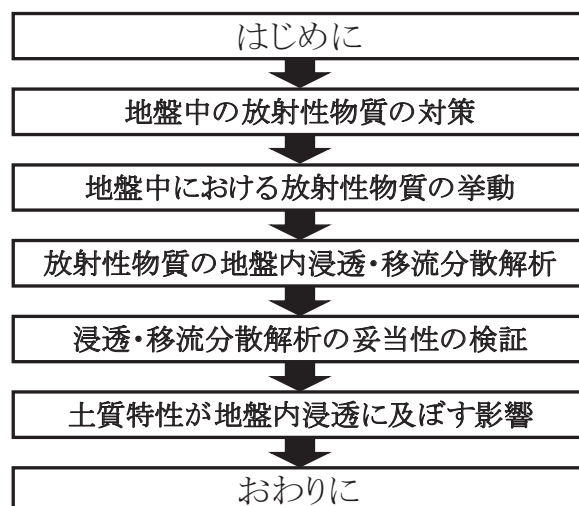 はじめに
地盤中の放射性物質の対策
地盤中における放射性物質の挙動
放射性物質の地盤内浸透・移流分散解析
浸透・移流分散解析の妥当性の検証
土質特性が地盤内浸透に及ぼす影響
おわりに